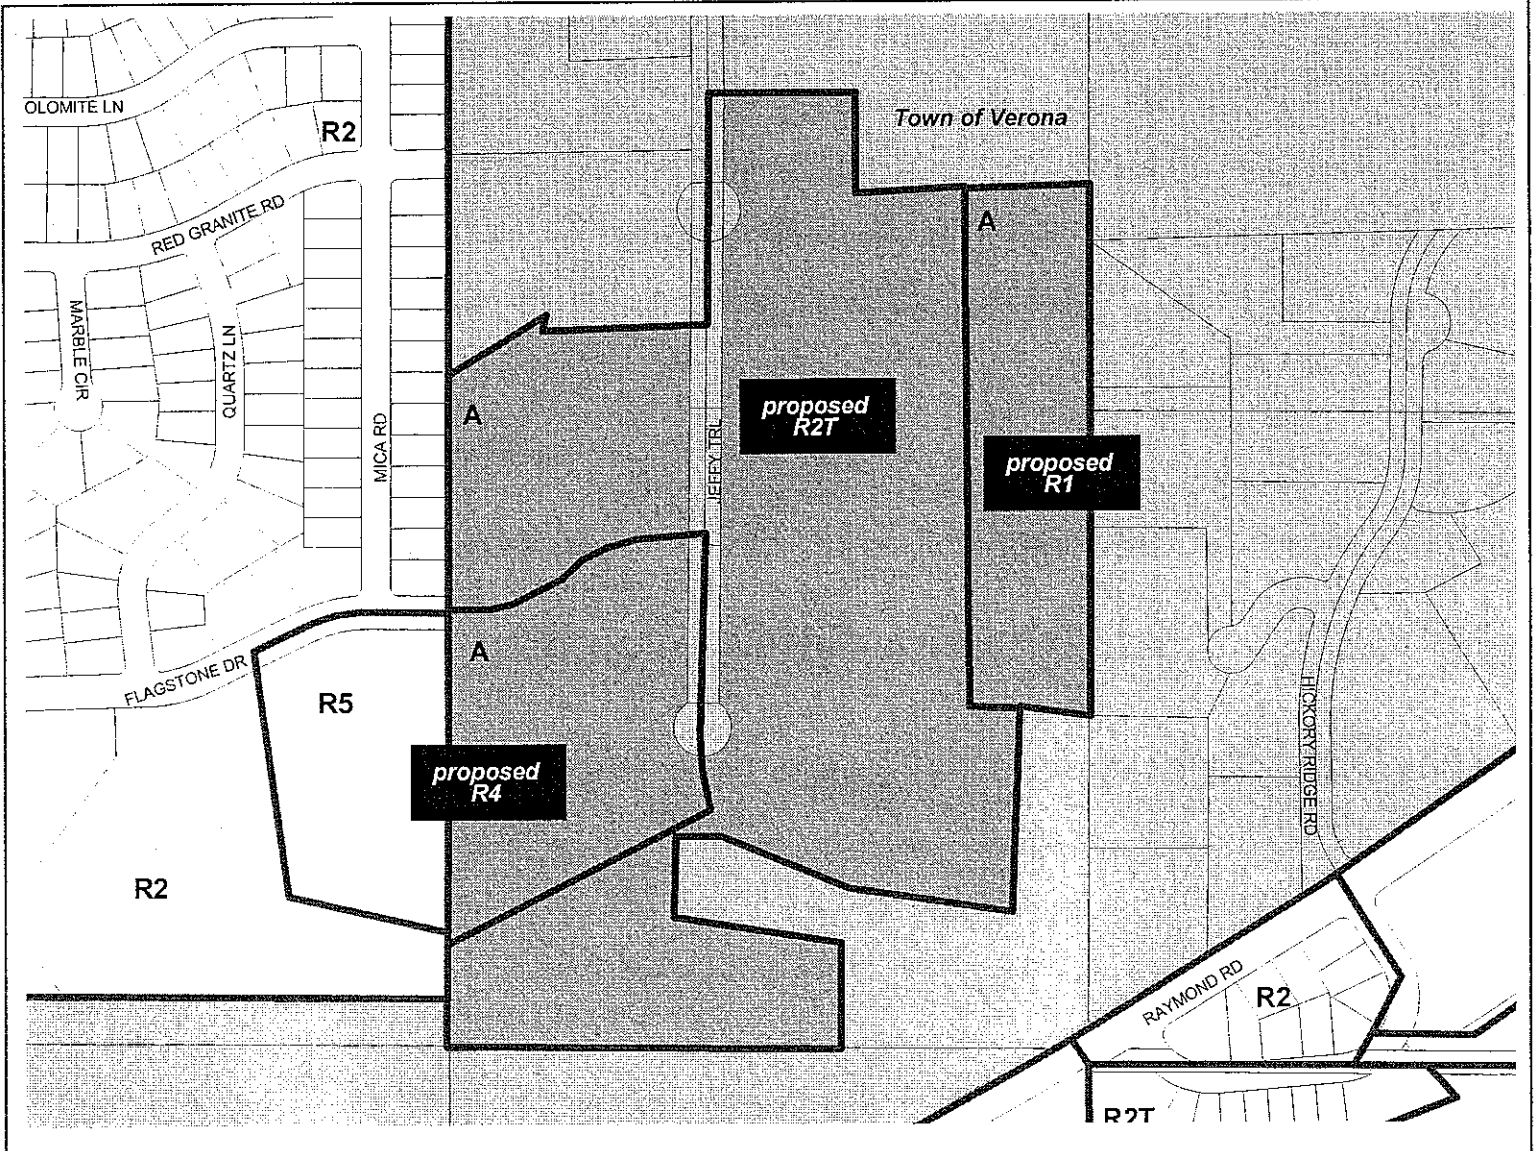 OLOMITE LN
R2
Town of Verona
RED GRANITE RD
A
MARBLE CIR
QUARTZ LN
A
MICA RD
JEFFY TRL
proposed
R2T
proposed
R1
A
FLAGSTONE DR
R5
HICKORY RIDGE RD
proposed
R4
R2
RAYMOND RD
R2
R2T